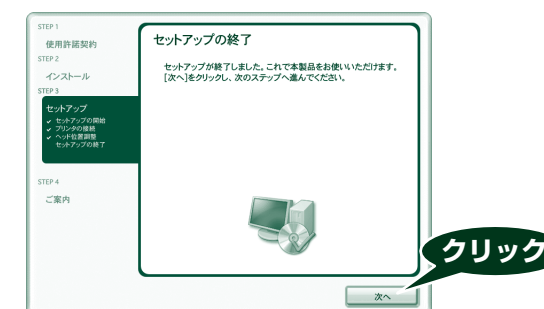 STEP 1
使用許諾契約
STEP 2
インストール
STEP 3
セットアップ
✔ セットアップの開始
✔ プリンタの接続
✔ ヘッド位置調整
セットアップの終了
STEP 4
ご案内
セットアップの終了
セットアップが終了しました。これで本製品をお使いいただけます。
[次へ]をクリックし、次のステップへ進んでください。
クリック
次へ